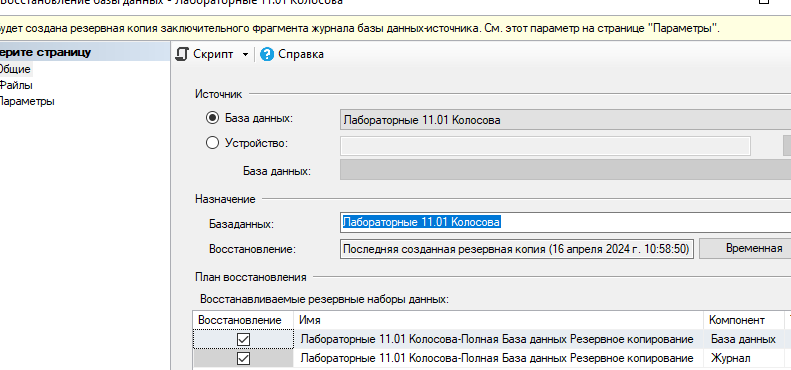 Восстановление базы данных - Лабораторные 11.01 Колосова
удет создана резервная копия заключительного фрагмента журнала базы данных-источника. См. этот параметр на странице "Параметры".
ерите страницу
Общие
Файлы
Параметры
Скрипт
Справка
Источник
База данных:
Лабораторные 11.01 Колосова
Устройство:
База данных:
Назначение
Базаданных:
Лабораторные 11.01 Колосова
Восстановление:
Последняя созданная резервная копия (16 апреля 2024 г. 10:58:50)
Временная
План восстановления
Восстанавливаемые резервные наборы данных:
Восстановление Имя Компонент
Лабораторные 11.01 Колосова-Полная База данных Резервное копирование База данных
Лабораторные 11.01 Колосова-Полная База данных Резервное копирование Журнал